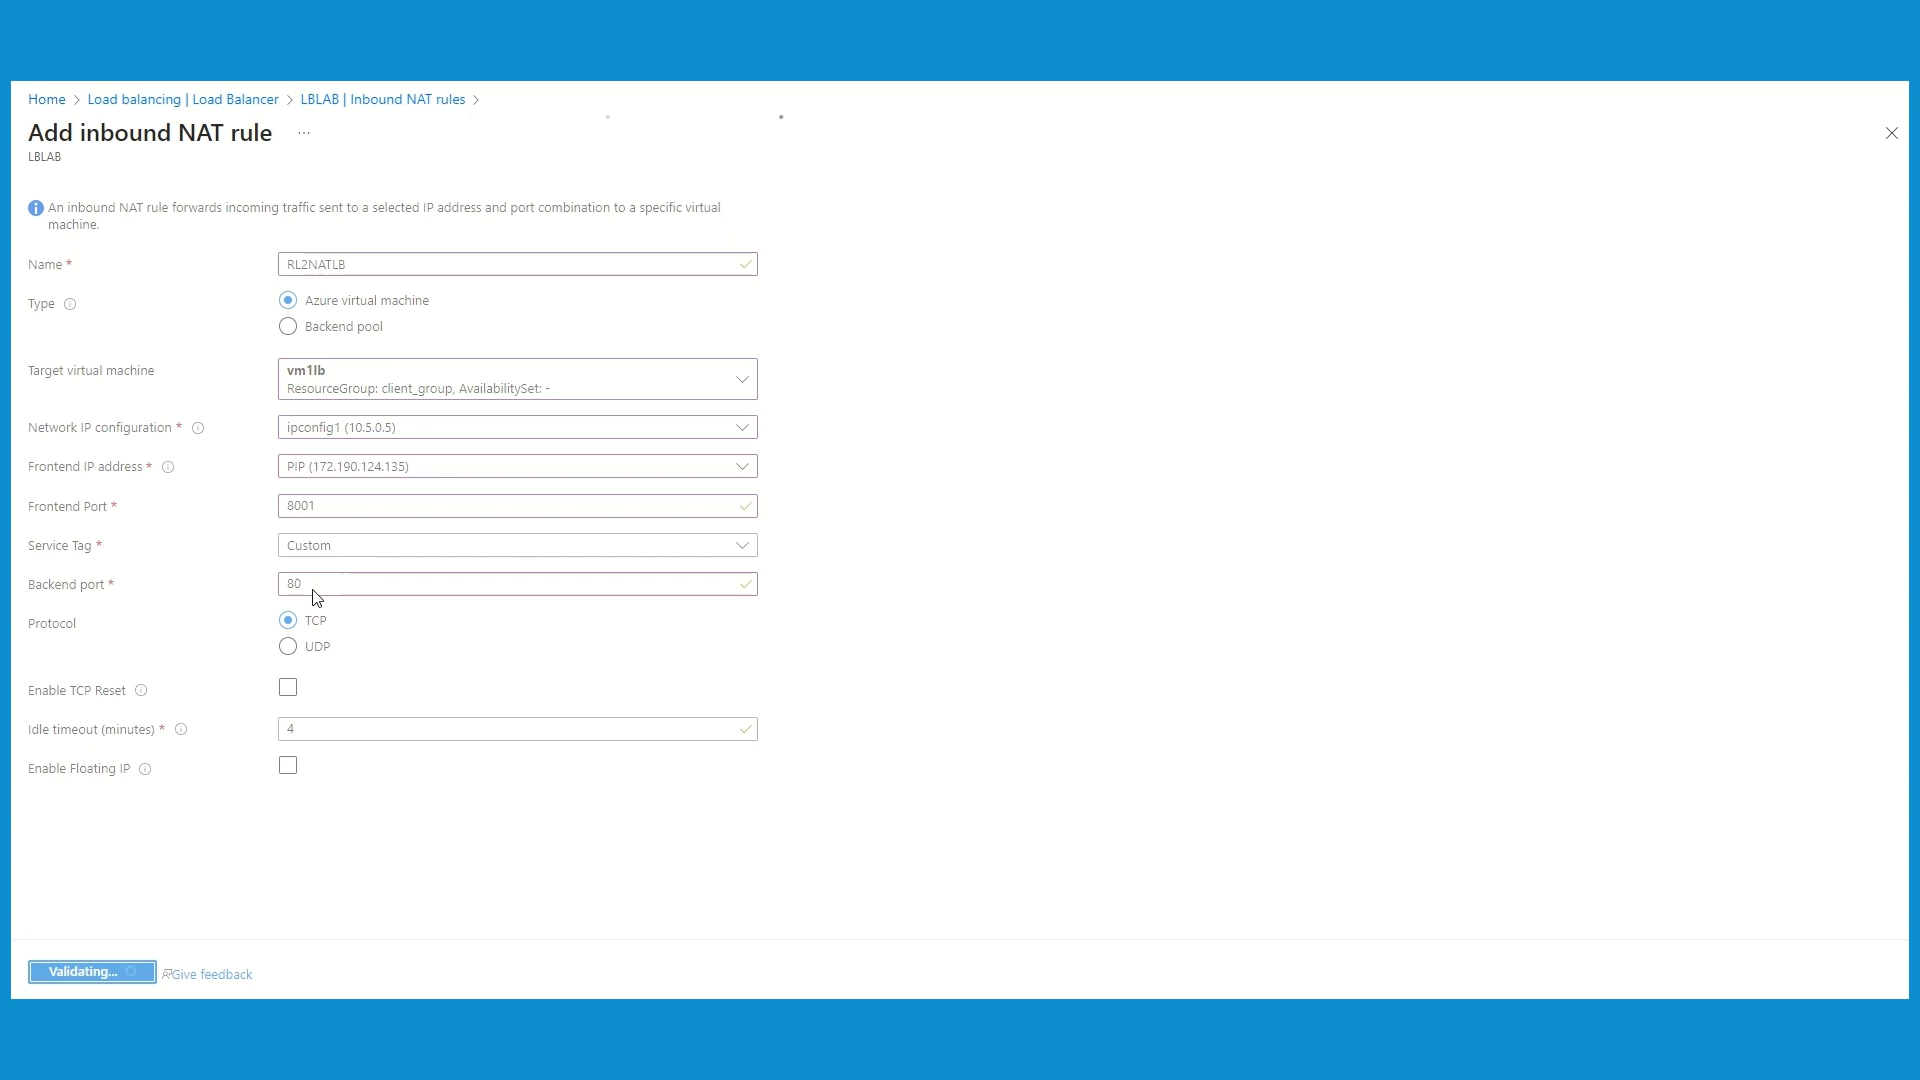 Home > Load balancing | Load Balancer > LBLAB | Inbound NAT rules >
Add inbound NAT rule ...
LBLAB
An inbound NAT rule forwards incoming traffic sent to a selected IP address and port combination to a specific virtual
machine.
Name * RL2NATLB
Type Azure virtual machine
Backend pool
Target virtual machine vm1lb
ResourceGroup: client_group, AvailabilitySet: -
Network IP configuration * ipconfig1 (10.5.0.5)
Frontend IP address * PIP (172.190.124.135)
Frontend Port * 8001
Service Tag * Custom
Backend port * 80
Protocol TCP
UDP
Enable TCP Reset
Idle timeout (minutes) * 4
Enable Floating IP
Validating... Give feedback